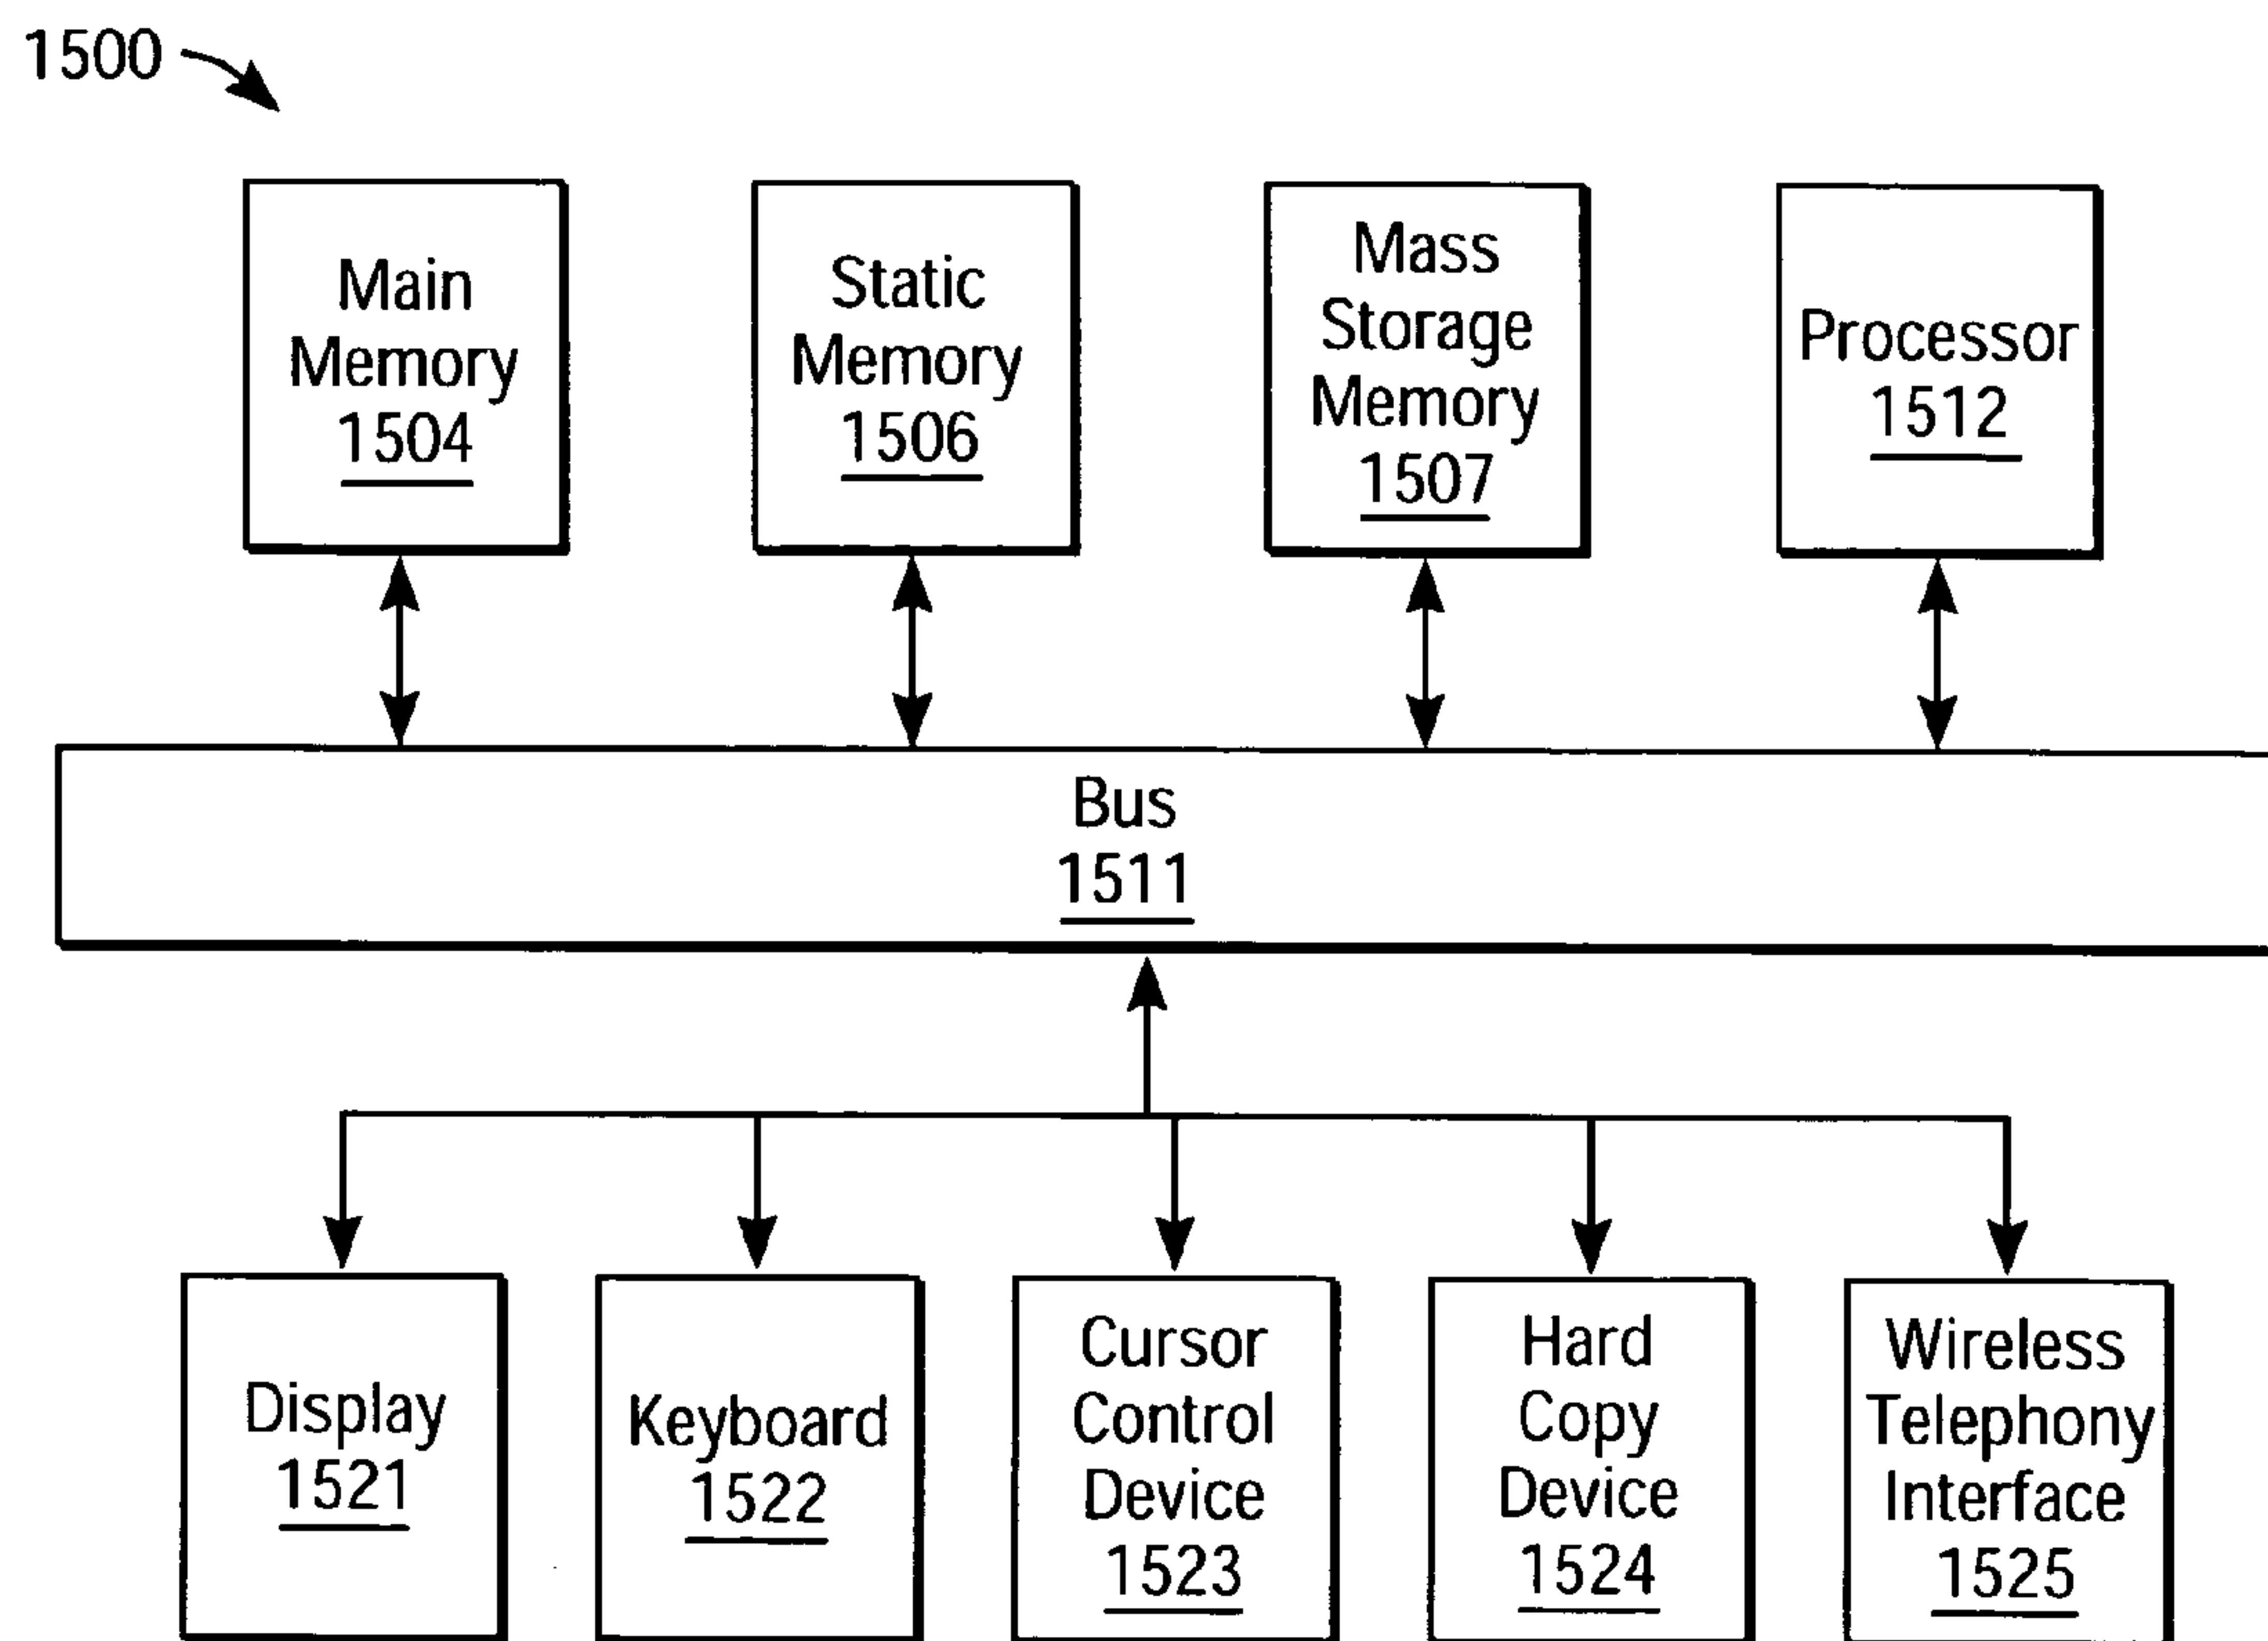 1500
Main
Memory
1504
Static
Memory
1506
Mass
Storage
Memory
1507
Processor
1512
Bus
1511
Display
1521
Keyboard
1522
Cursor
Control
Device
1523
Hard
Copy
Device
1524
Wireless
Telephony
Interface
1525